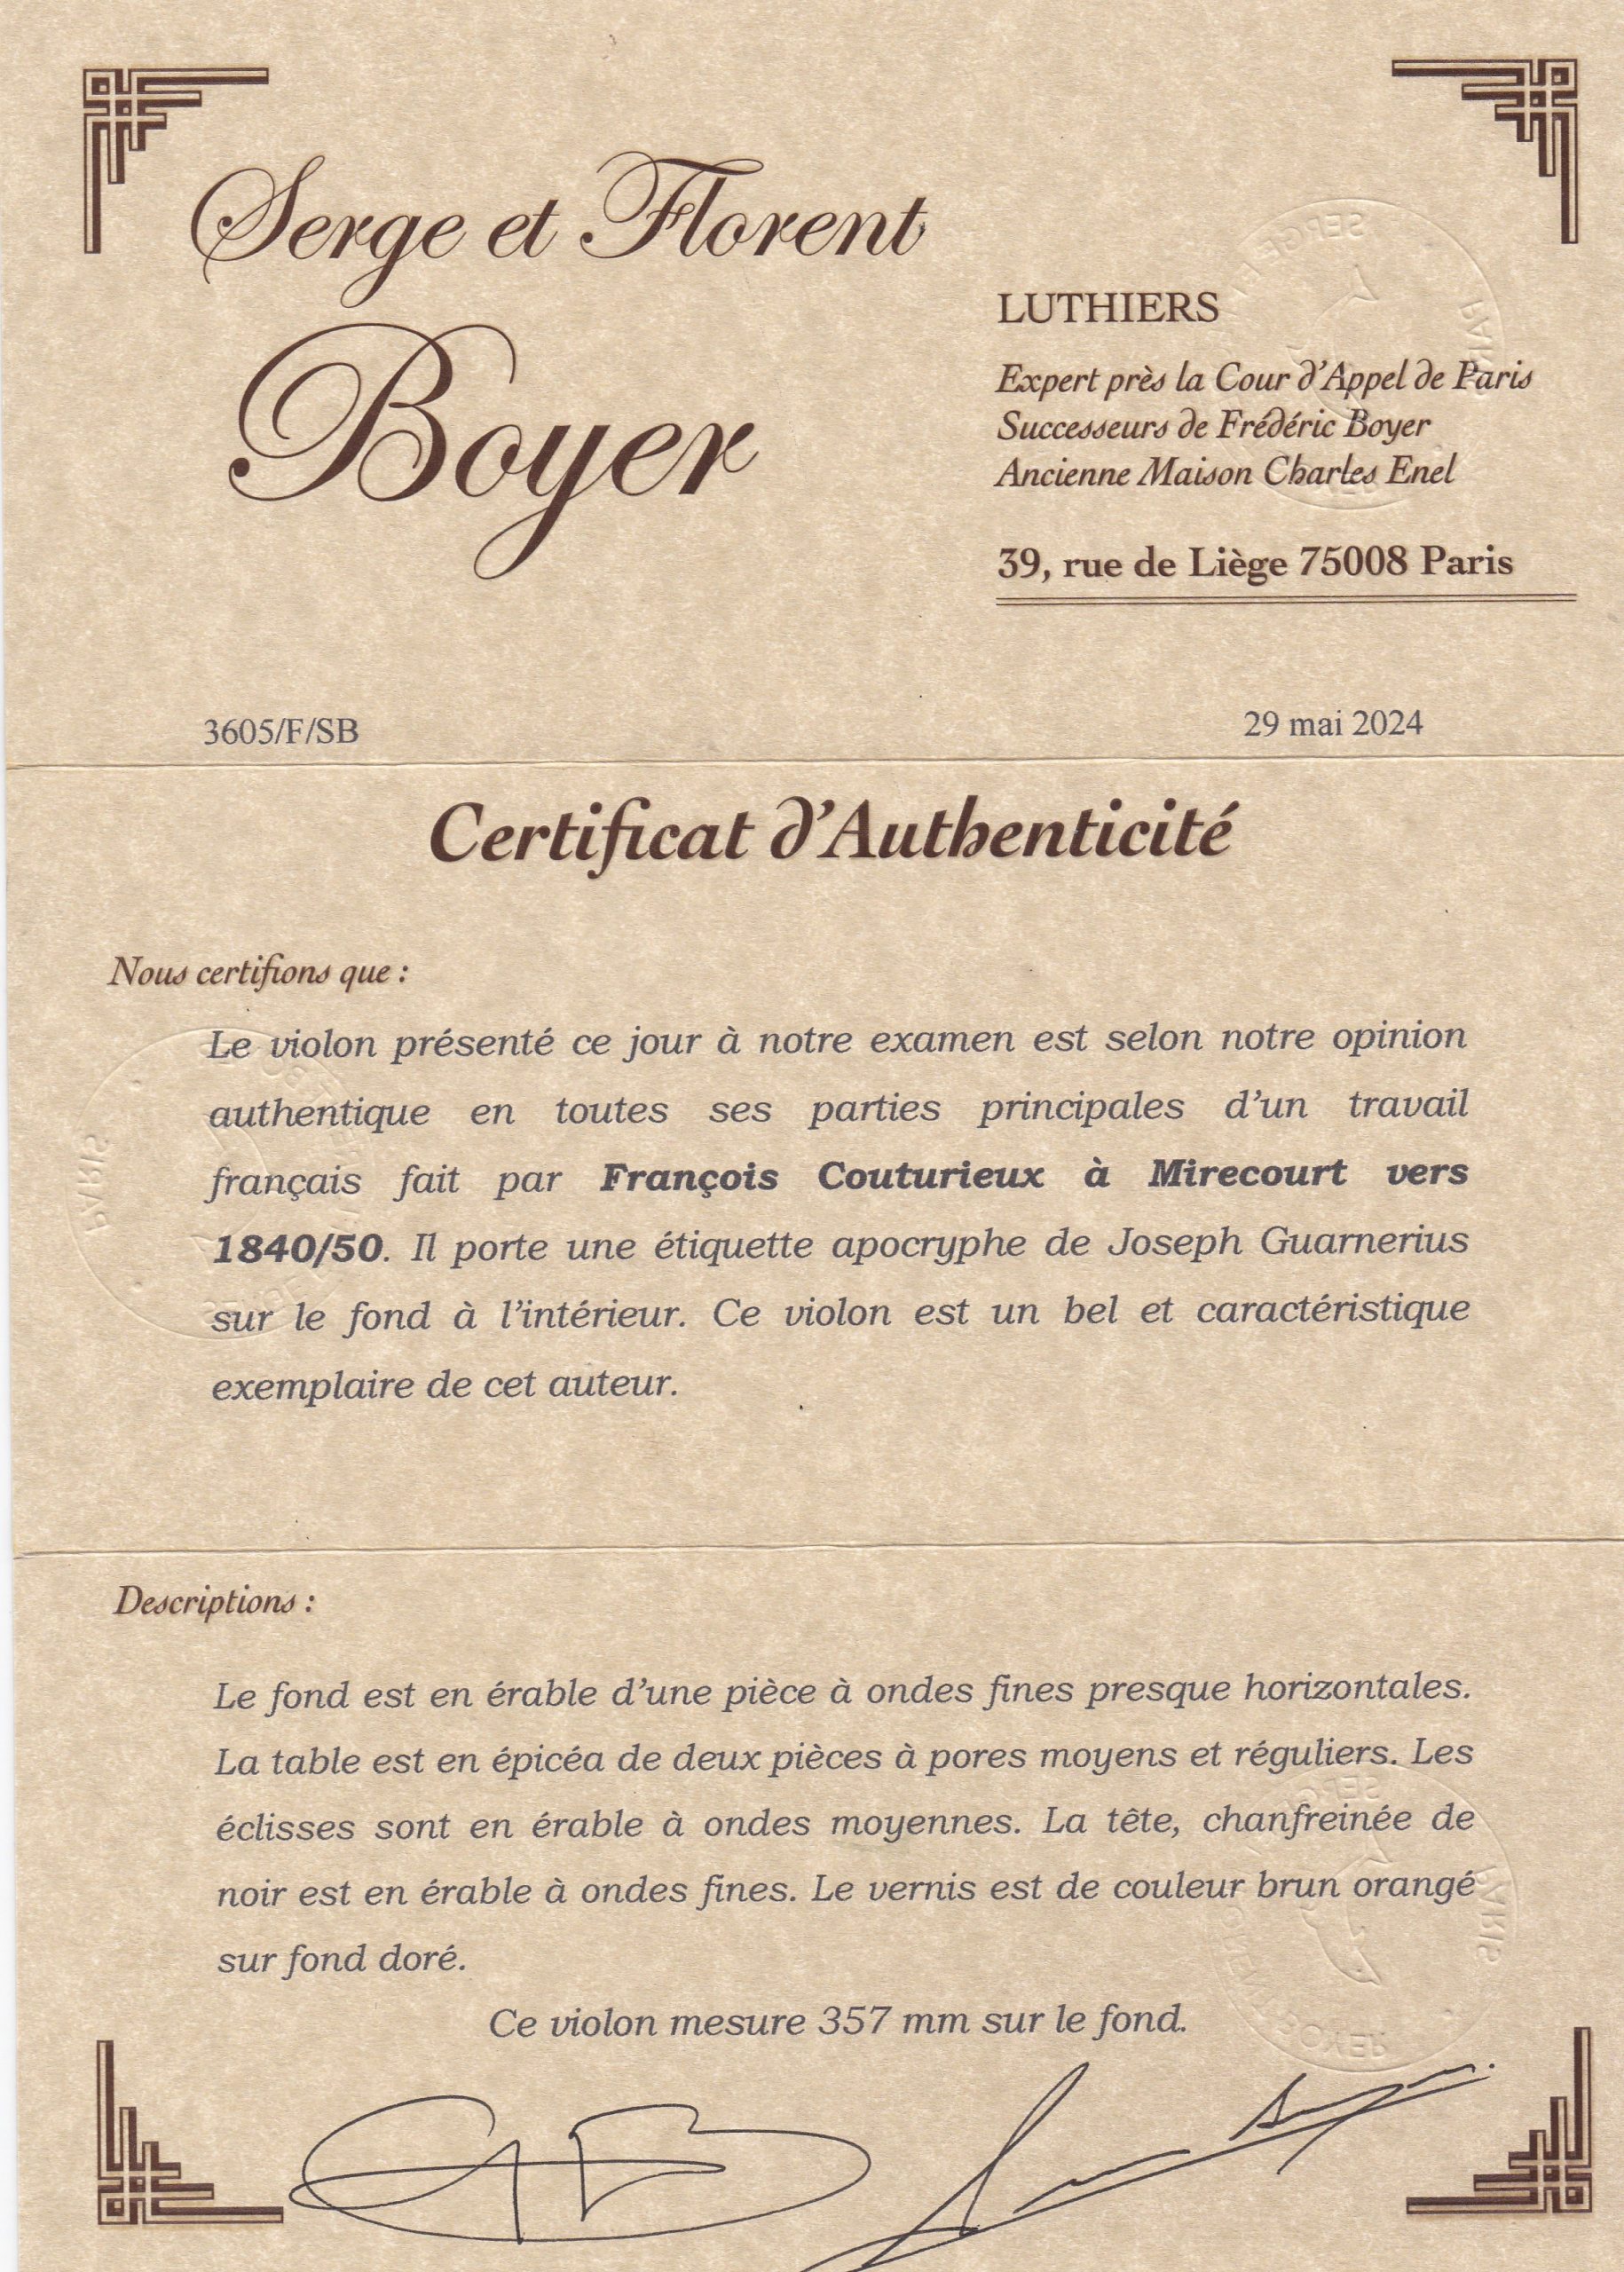 Serge et Florent
Boyer
LUTHIERS
Expert près la Cour d'Appel de Paris
Successeurs de Frédéric Boyer
Ancienne Maison Charles Enel
39, rue de Liège 75008 Paris
3605/F/SB
29 mai 2024
Certificat d'Authenticité
Nous certifions que :
Le violon présenté ce jour à notre examen est selon notre opinion
authentique en toutes ses parties principales d'un travail
français fait par François Couturieux à Mirecourt vers
1840/50. Il porte une étiquette apocryphe de Joseph Guarnerius
sur le fond à l'intérieur. Ce violon est un bel et caractéristique
exemplaire de cet auteur.
Descriptions :
Le fond est en érable d'une pièce à ondes fines presque horizontales.
La table est en épicéa de deux pièces à pores moyens et réguliers. Les
éclisses sont en érable à ondes moyennes. La tête, chanfreinée de
noir est en érable à ondes fines. Le vernis est de couleur brun orangé
sur fond doré.
Ce violon mesure 357 mm sur le fond.